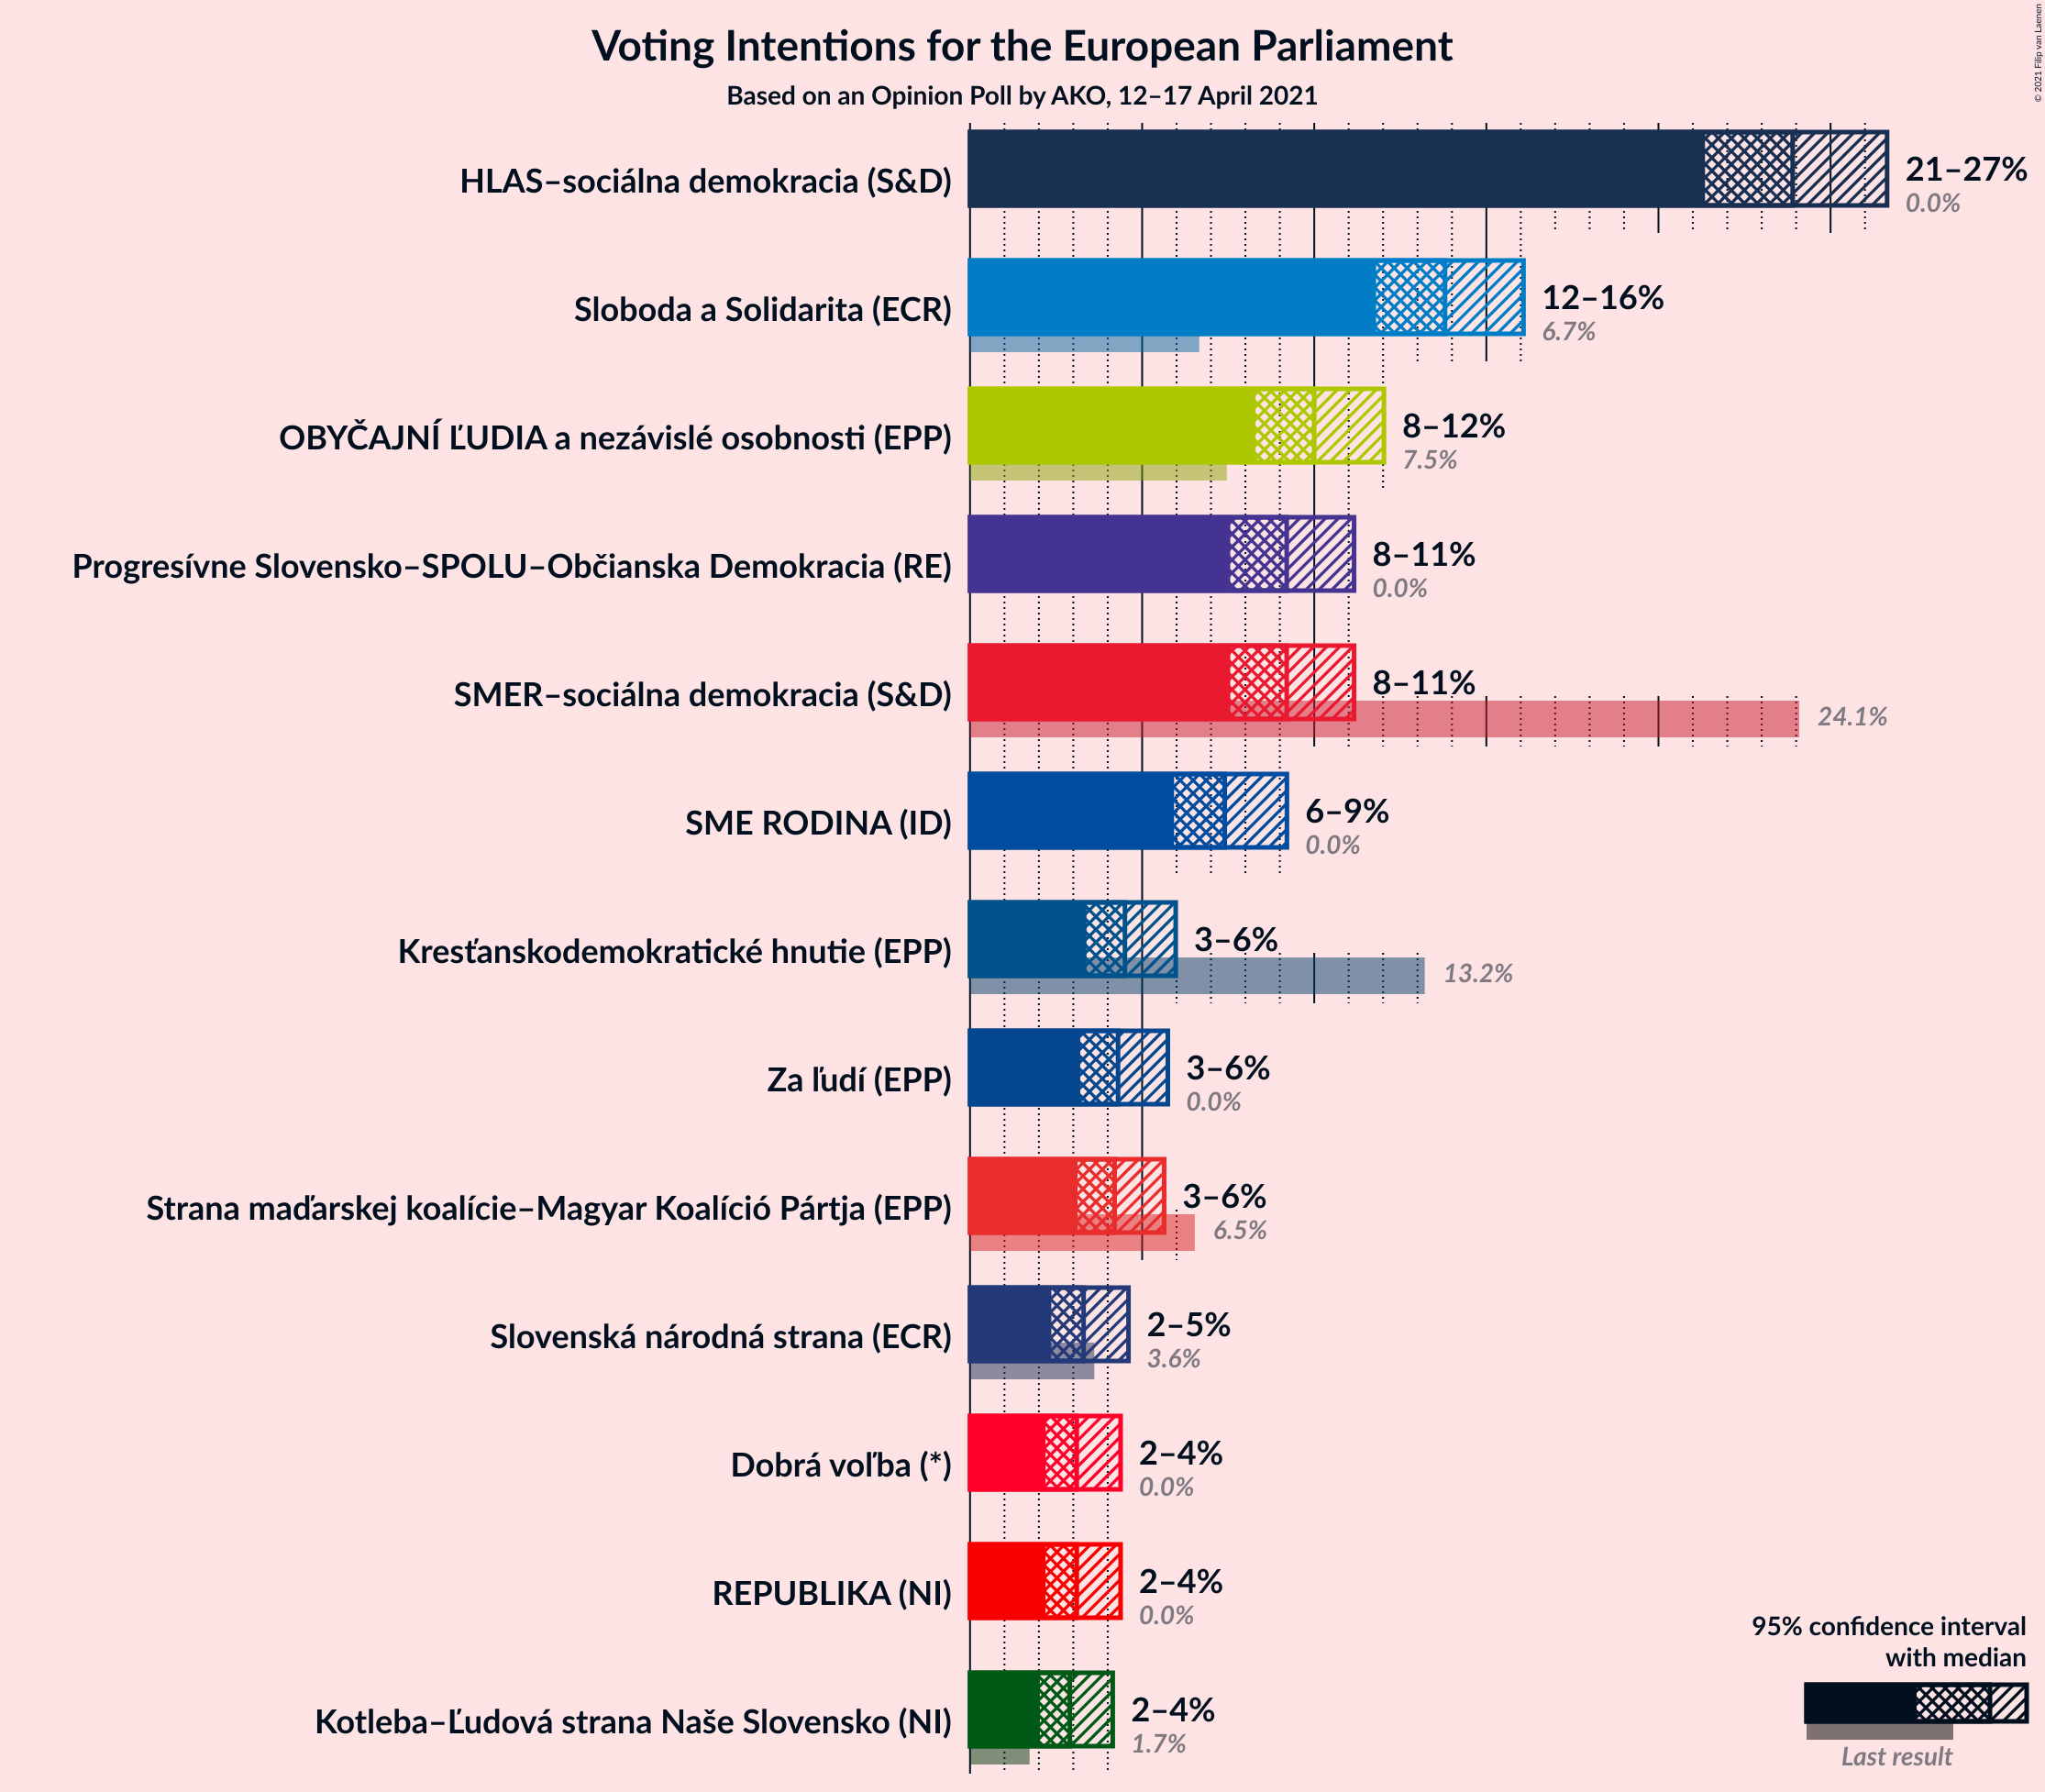 Voting Intentions for the European Parliament
Based on an Opinion Poll by AKO, 12–17 April 2021
© 2021 Filip van Laenen
HLAS–sociálna demokracia (S&D)
21–27%
0.0%
Sloboda a Solidarita (ECR)
12–16%
6.7%
OBYČAJNÍ ĽUDIA a nezávislé osobnosti (EPP)
8–12%
7.5%
Progresívne Slovensko–SPOLU–Občianska Demokracia (RE)
8–11%
0.0%
SMER–sociálna demokracia (S&D)
8–11%
24.1%
SME RODINA (ID)
6–9%
0.0%
Kresťanskodemokratické hnutie (EPP)
3–6%
13.2%
Za ľudí (EPP)
3–6%
0.0%
Strana maďarskej koalície–Magyar Koalíció Pártja (EPP)
3–6%
6.5%
Slovenská národná strana (ECR)
2–5%
3.6%
Dobrá voľba (*)
2–4%
0.0%
REPUBLIKA (NI)
2–4%
0.0%
Kotleba–Ľudová strana Naše Slovensko (NI)
2–4%
1.7%
95% confidence interval
with median
Last result